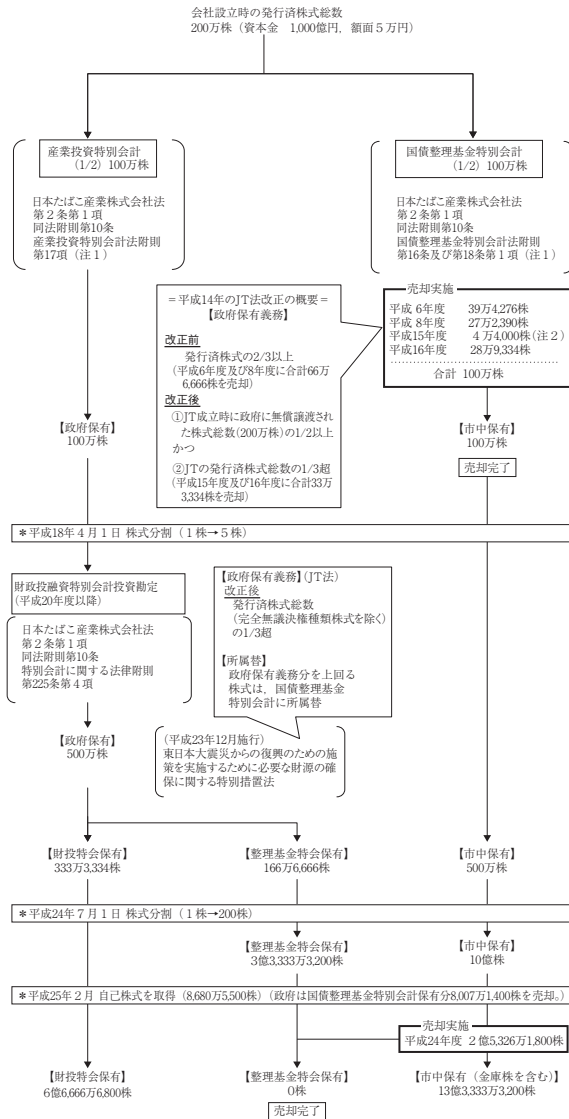 会社設立時の発行済株式総数
200万株（資本金　1,000億円，額面５万円）
産業投資特別会計
(1/2) 100万株
日本たばこ産業株式会社法
第２条第１項
同法附則第10条
産業投資特別会計法附則
第17項（注１）
国債整理基金特別会計
(1/2) 100万株
日本たばこ産業株式会社法
第２条第１項
同法附則第10条
国債整理基金特別会計法附則
第16条及び第18条第１項（注１）
売却実施
平成 6年度　39万4,276株
平成 8年度　27万2,390株
平成15年度　４万4,000株(注２)
平成16年度　28万9,334株
合計 100万株
＝平成14年のJT法改正の概要＝
【政府保有義務】
改正前
発行済株式の2/3以上
（平成6年度及び8年度に合計66万
6,666株を売却）
改正後
①JT成立時に政府に無償譲渡され
た株式総数(200万株)の1/2以上
かつ
②JTの発行済株式総数の1/3超
(平成15年度及び16年度に合計33万
3,334株を売却）
【政府保有】
100万株
【市中保有】
100万株
売却完了
＊平成18年４月１日 株式分割（１株→５株）
財政投融資特別会計投資勘定
(平成20年度以降)
日本たばこ産業株式会社法
第２条第１項
同法附則第10条
特別会計に関する法律附則
第225条第４項
【政府保有義務】(JT法)
改正後
発行済株式総数
（完全無議決権種類株式を除く）
の1/3超
【所属替】
政府保有義務分を上回る
株式は，国債整理基金
特別会計に所属替
【政府保有】
500万株
(平成23年12月施行)
東日本大震災からの復興のための施
策を実施するために必要な財源の確
保に関する特別措置法
【財投特会保有】
333万3,334株
【整理基金特会保有】
166万6,666株
【市中保有】
500万株
＊平成24年７月１日 株式分割（１株→200株）
【整理基金特会保有】
3億3,333万3,200株
【市中保有】
10億株
＊平成25年２月 自己株式を取得（8,680万5,500株）（政府は国債整理基金特別会計保有分8,007万1,400株を売却。）
売却実施
平成24年度 ２億5,326万1,800株
【財投特会保有】
6億6,666万6,800株
【整理基金特会保有】
0株
売却完了
【市中保有（金庫株を含む）】
13億3,333万3,200株